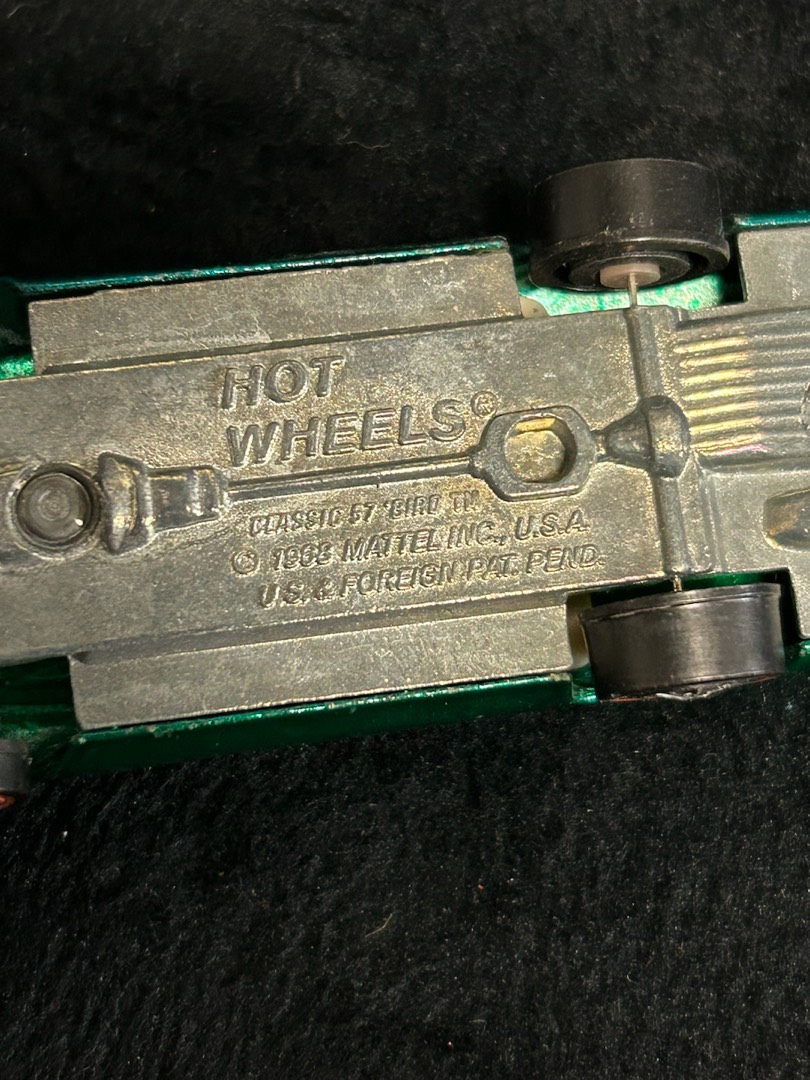 HOT
WHEELS®
CLASSIC 57 'BIRD TM
© 1968 MATTEL INC., U.S.A.
U.S. & FOREIGN PAT. PEND.